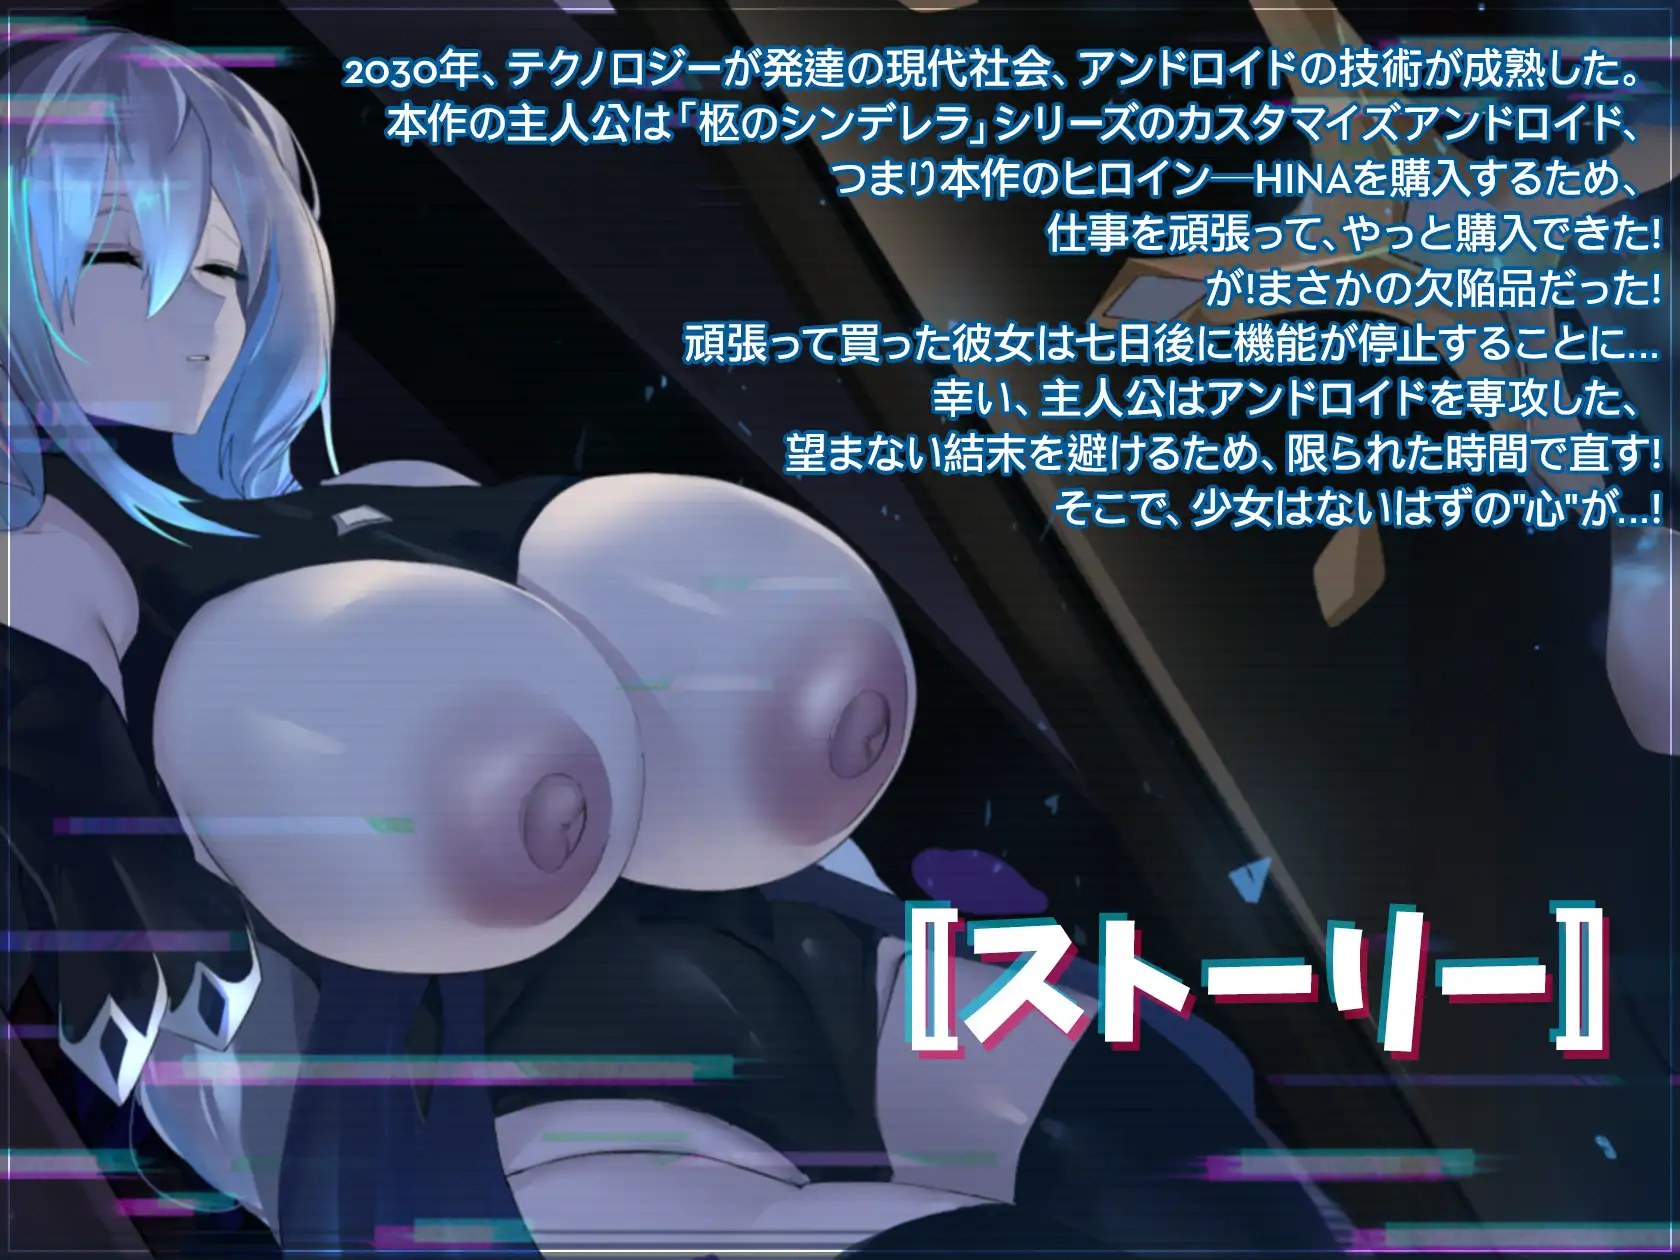 2030年、テクノロジーが発達の現代社会、アンドロイドの技術が成熟した。
本作の主人公は「柩のシンデレラ」シリーズのカスタマイズアンドロイド、
つまり本作のヒロイン─HINAを購入するため、
仕事を頑張って、やっと購入できた!
が!まさかの欠陥品だった!
頑張って買った彼女は七日後に機能が停止することに...
幸い、主人公はアンドロイドを専攻した、
望まない結末を避けるため、限られた時間で直す!
そこで、少女はないはずの"心"が...!
『ストーリー』